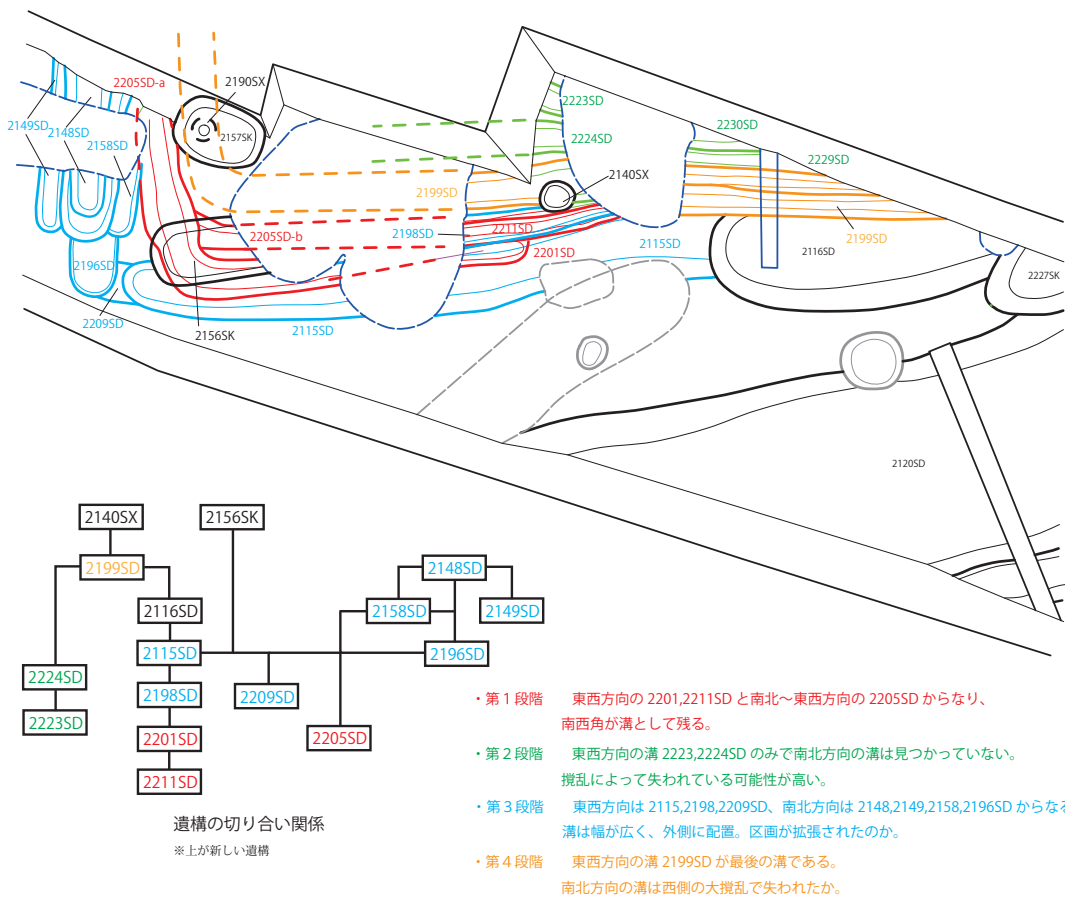 2205SD-a
2190SX
2149SD
2148SD
2158SD
2157SK
2223SD
2224SD
2230SD
2229SD
2140SX
2199SD
2205SD-b
2198SD
2211SD
2201SD
2115SD
2116SD
2199SD
2227SK
2196SD
2209SD
2156SK
2115SD
2120SD
2140SX
2156SK
2199SD
2148SD
2116SD
2158SD
2149SD
2115SD
2196SD
2224SD
2198SD
2209SD
2223SD
2201SD
2205SD
2211SD
遺構の切り合い関係
※上が新しい遺構
・第１段階 東西方向の 2201,2211SD と南北～東西方向の 2205SD からなり、
南西角が溝として残る。
・第２段階 東西方向の溝 2223,2224SD のみで南北方向の溝は見つかっていない。
撹乱によって失われている可能性が高い。
・第３段階 東西方向は 2115,2198,2209SD、南北方向は 2148,2149,2158,2196SD からなる
溝は幅が広く、外側に配置。区画が拡張されたのか。
・第４段階 東西方向の溝 2199SD が最後の溝である。
南北方向の溝は西側の大撹乱で失われたか。